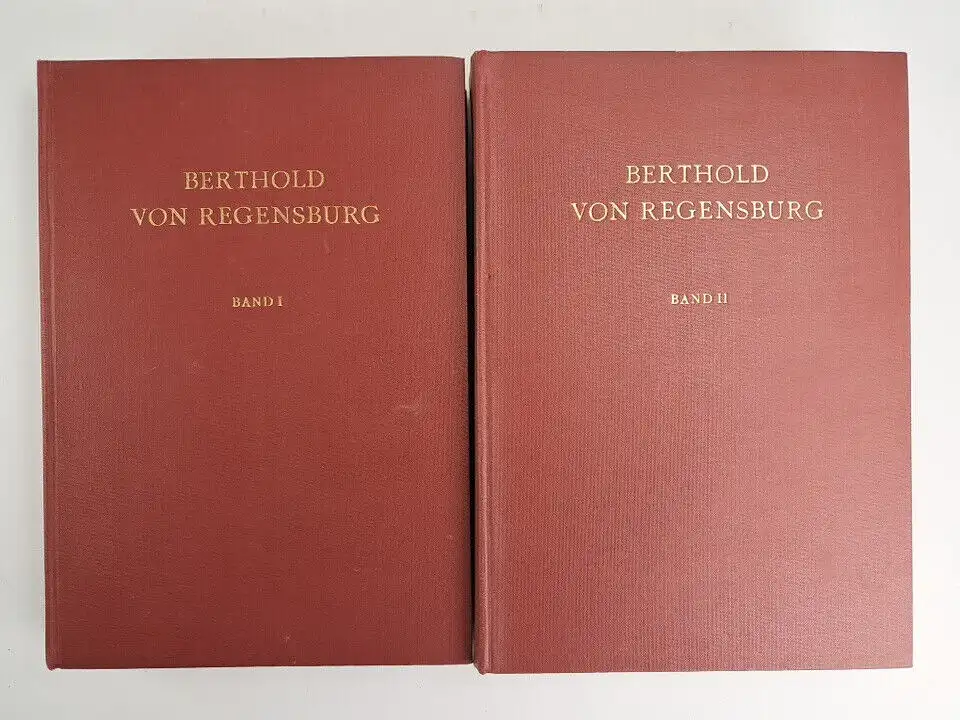 BERTHOLD
VON REGENSBURG
BAND I
BERTHOLD
VON REGENSBURG
BAND II